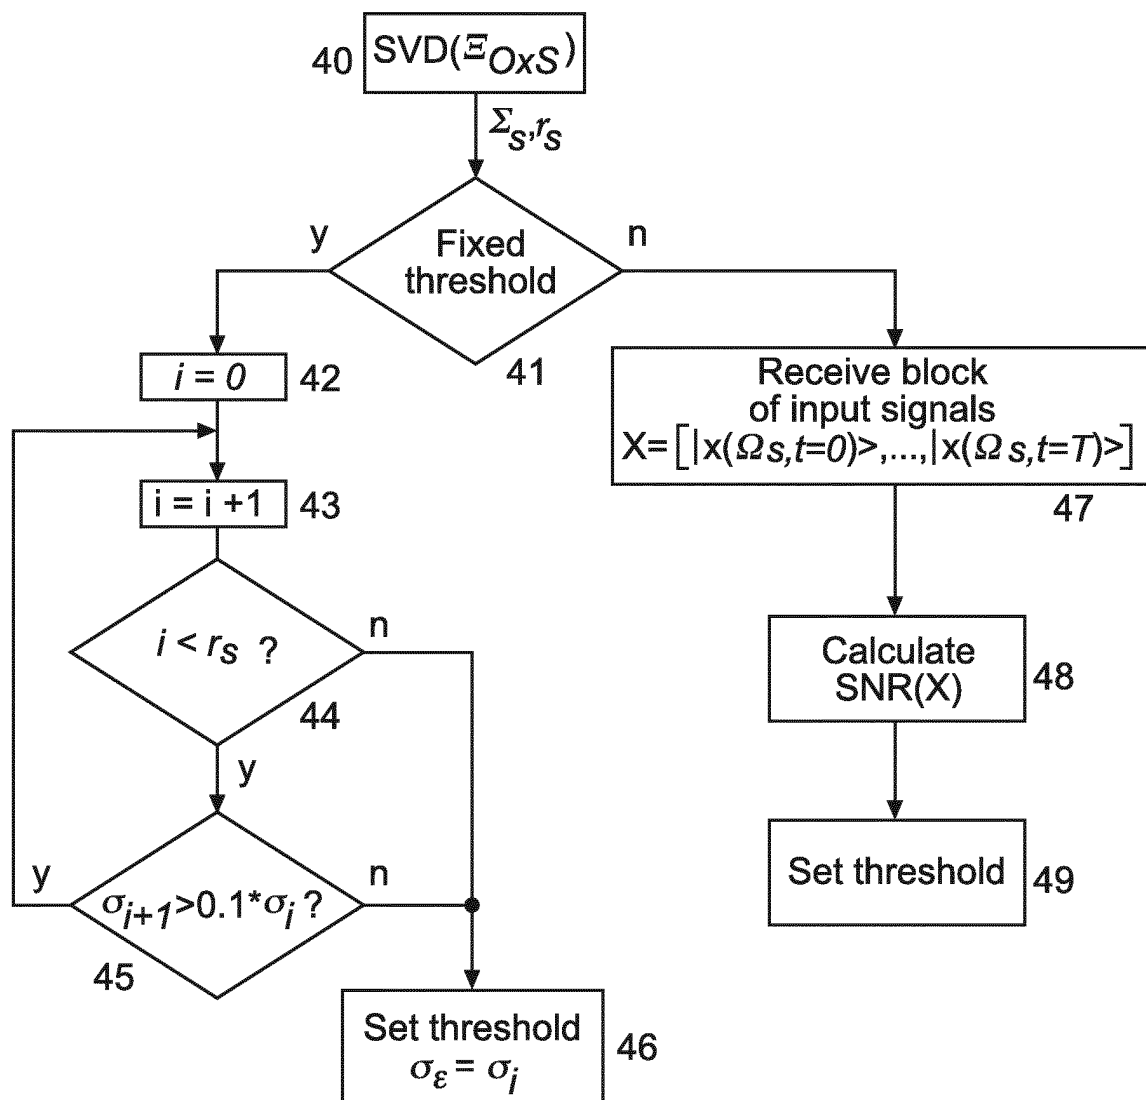 40
SVD(Ξ_OxS)
Σ_s,r_s
y
Fixed
threshold
n
41
i = 0
42
i = i +1
43
i < r_s ?
n
44
y
y
σ_i+1>0.1*σ_i ?
n
45
Set threshold
σ_ε = σ_i
46
Receive block
of input signals
X=[|x(Ω_s,t=0)>,...,|x(Ω_s,t=T)>]
47
Calculate
SNR(X)
48
Set threshold
49